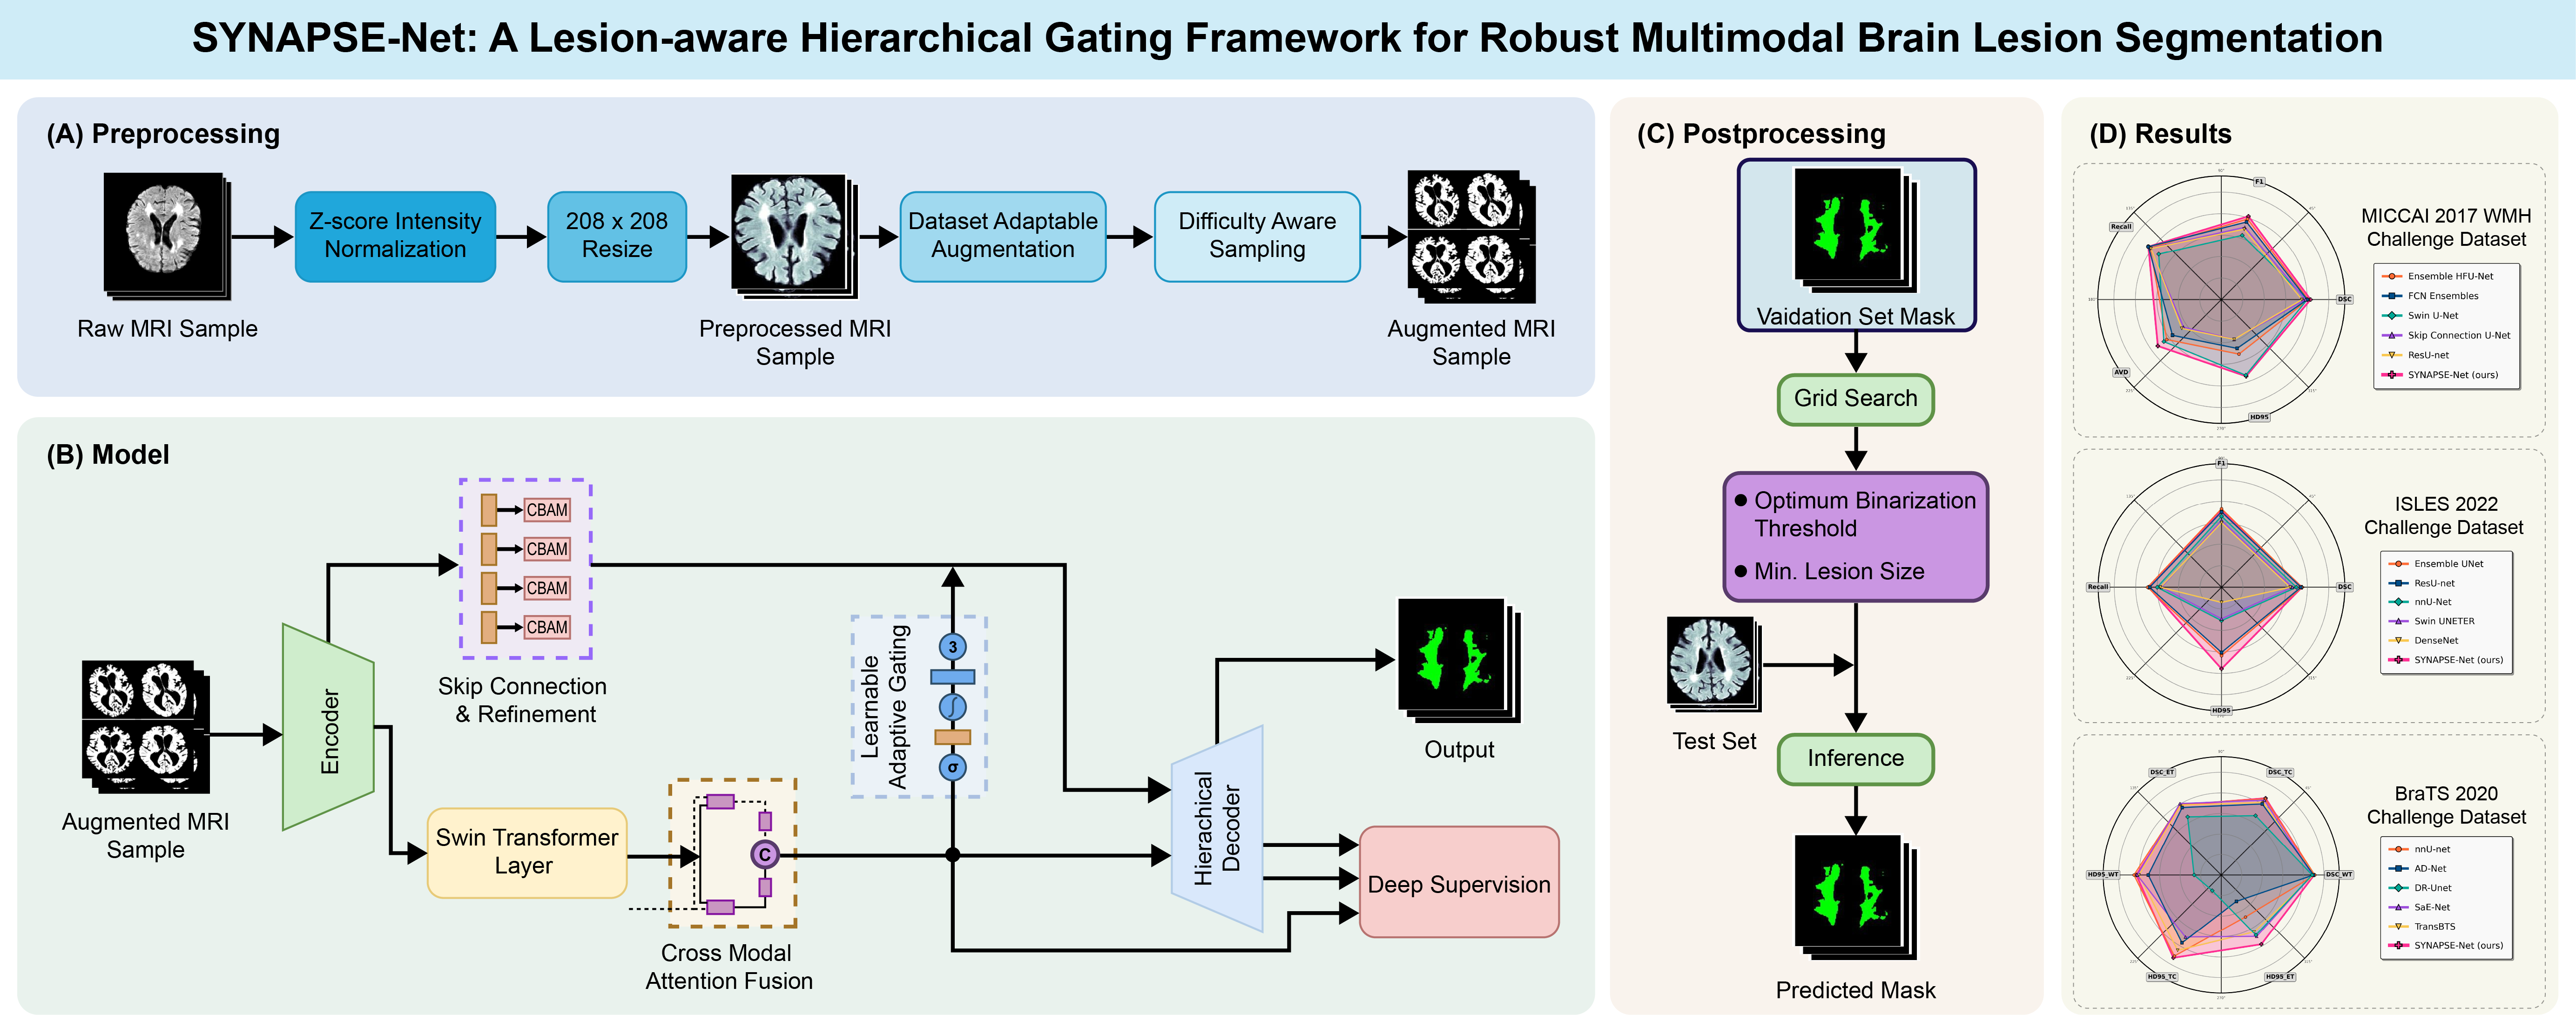 SYNAPSE-Net: A Lesion-aware Hierarchical Gating Framework for Robust Multimodal Brain Lesion Segmentation
(A) Preprocessing
Raw MRI Sample
Z-score Intensity
Normalization
208 x 208
Resize
Preprocessed MRI
Sample
Dataset Adaptable
Augmentation
Difficulty Aware
Sampling
Augmented MRI
Sample
(B) Model
Augmented MRI
Sample
Encoder
CBAM
CBAM
CBAM
CBAM
Skip Connection
& Refinement
Swin Transformer
Layer
C
Cross Modal
Attention Fusion
Learnable
Adaptive Gating
3
∫
σ
Hierachical
Decoder
Output
Deep Supervision
(C) Postprocessing
Vaidation Set Mask
Grid Search
Optimum Binarization
Threshold
Min. Lesion Size
Test Set
Inference
Predicted Mask
(D) Results
F1
Recall
DSC
AVD
HD95
MICCAI 2017 WMH
Challenge Dataset
Ensemble HFU-Net
FCN Ensembles
Swin U-Net
Skip Connection U-Net
ResU-net
SYNAPSE-Net (ours)
F1
Recall
DSC
HD95
ISLES 2022
Challenge Dataset
Ensemble UNet
ResU-net
nnU-Net
Swin UNETER
DenseNet
SYNAPSE-Net (ours)
DSC_ET
DSC_TC
HD95_WT
DSC_WT
HD95_TC
HD95_ET
BraTS 2020
Challenge Dataset
nnU-net
AD-Net
DR-Unet
SaE-Net
TransBTS
SYNAPSE-Net (ours)